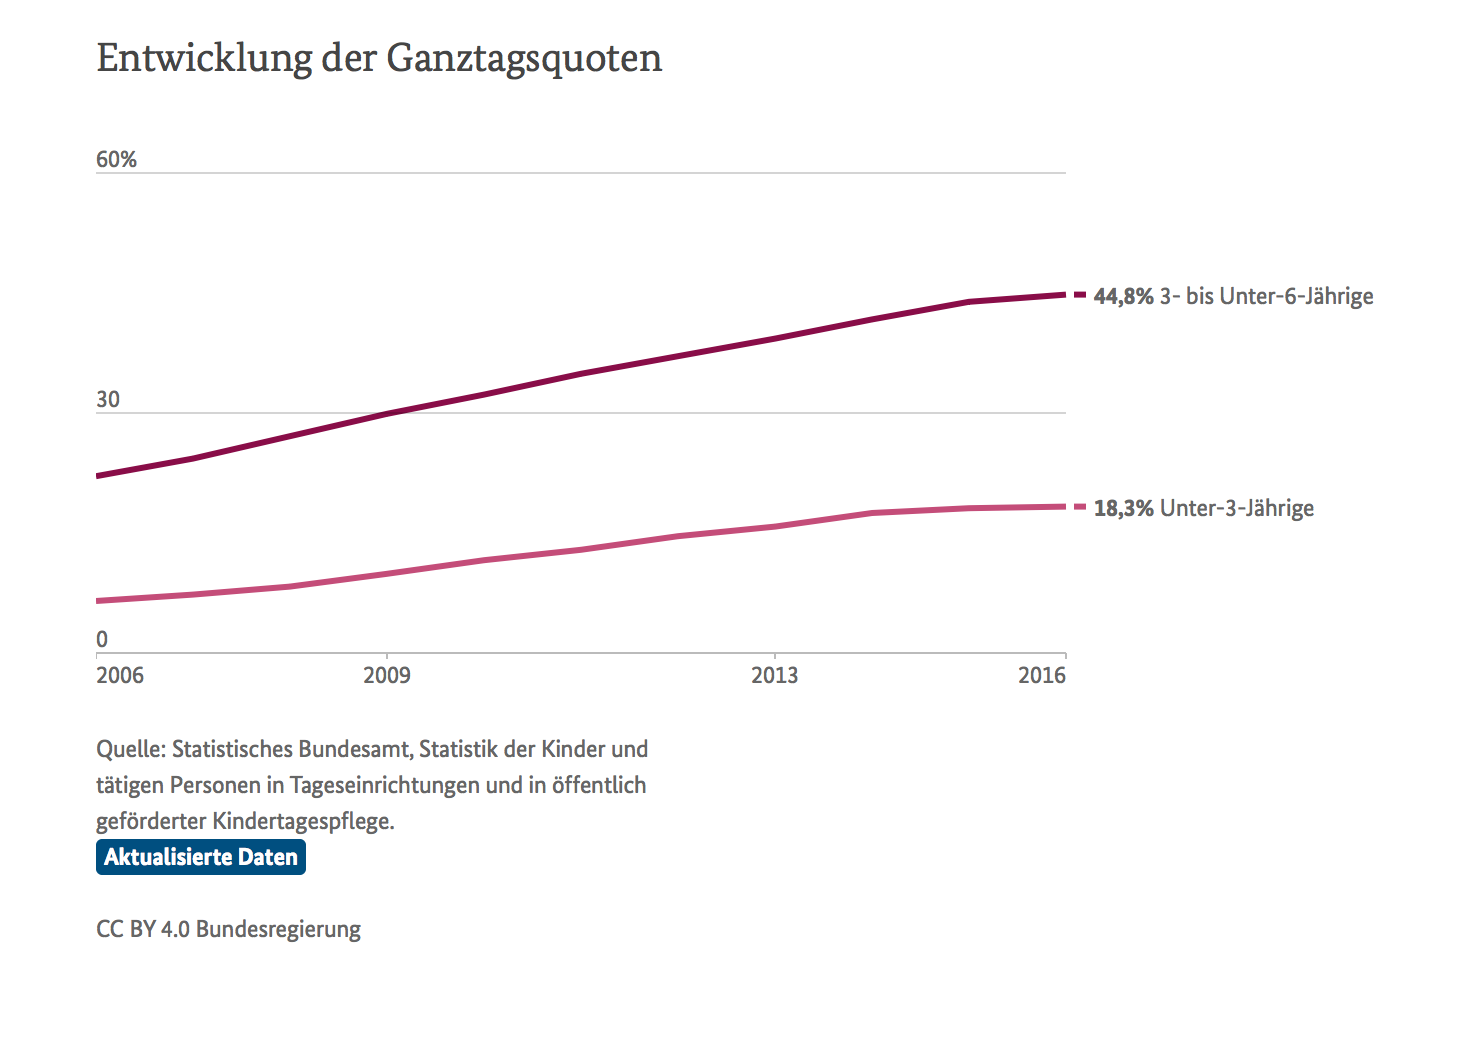 Entwicklung der Ganztagsquoten
60%
44,8% 3- bis Unter-6-Jährige
30
18,3% Unter-3-Jährige
0
2006 2009 2013 2016
Quelle: Statistisches Bundesamt, Statistik der Kinder und
tätigen Personen in Tageseinrichtungen und in öffentlich
geförderter Kindertagespflege.
Aktualisierte Daten
CC BY 4.0 Bundesregierung